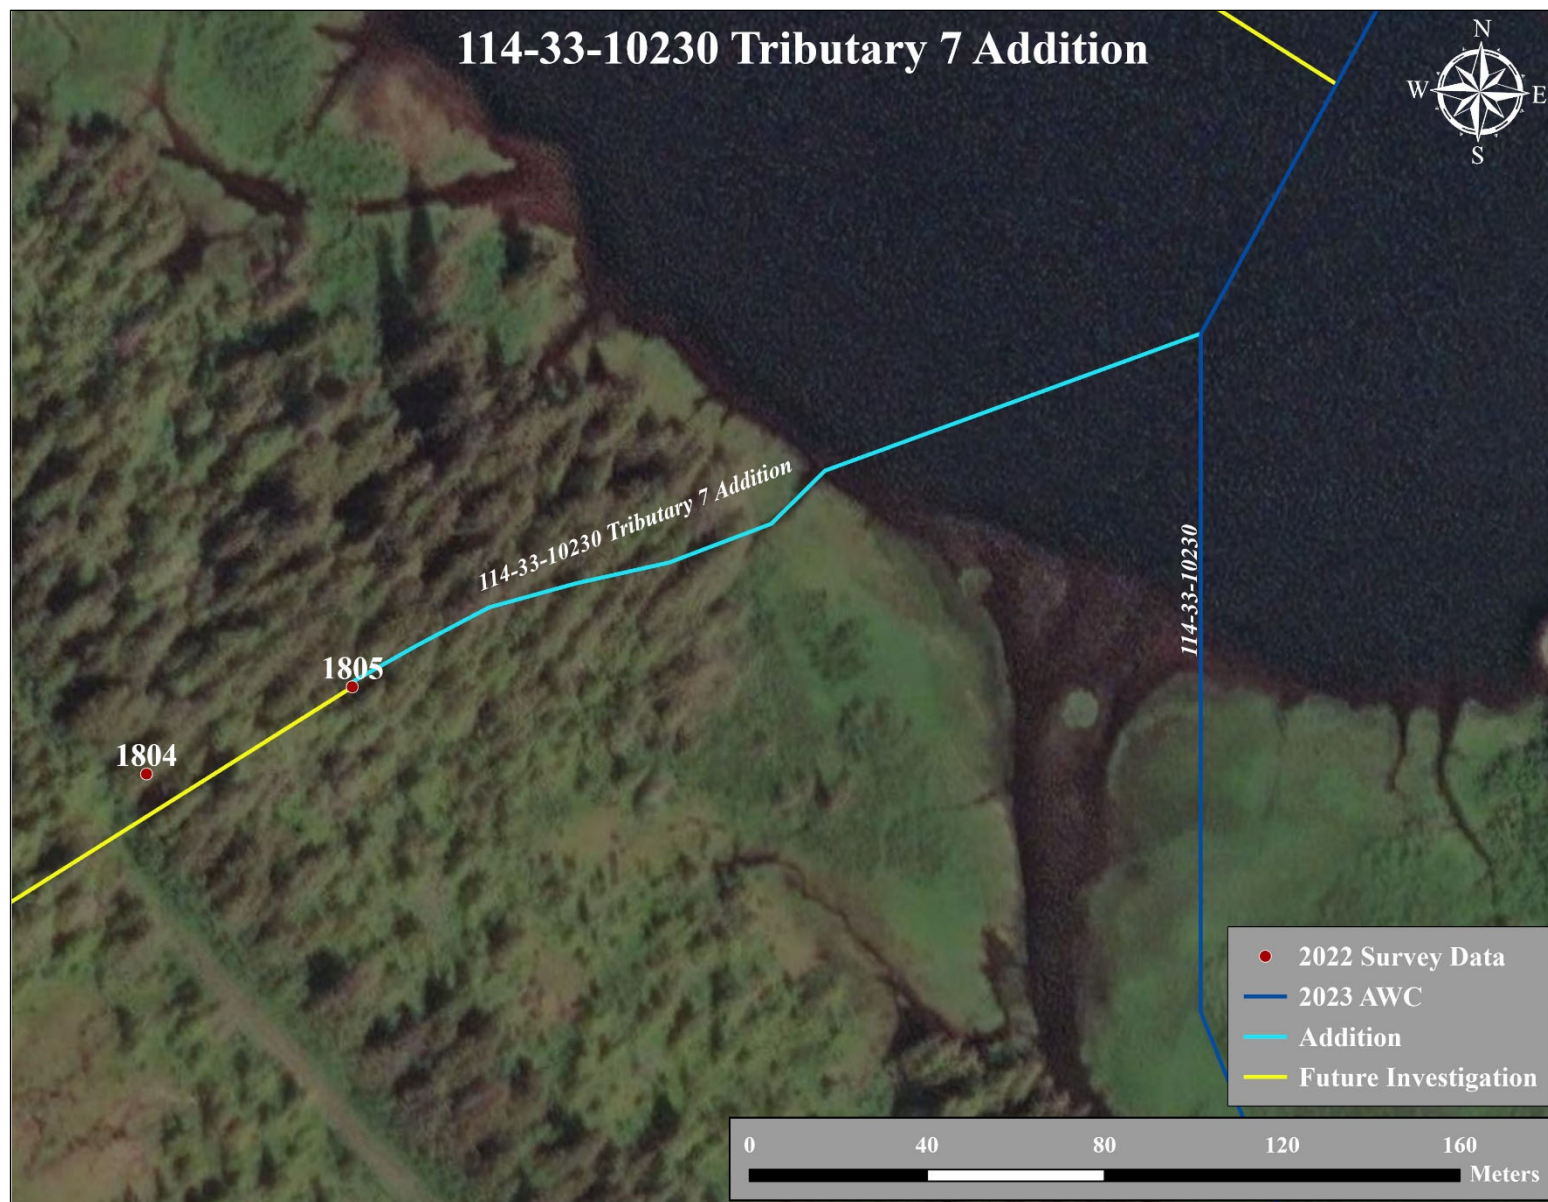 114-33-10230 Tributary 7 Addition
N
W E
S
114-33-10230 Tributary 7 Addition
114-33-10230
1805
1804
2022 Survey Data
2023 AWC
Addition
Future Investigation
0 40 80 120 160
Meters